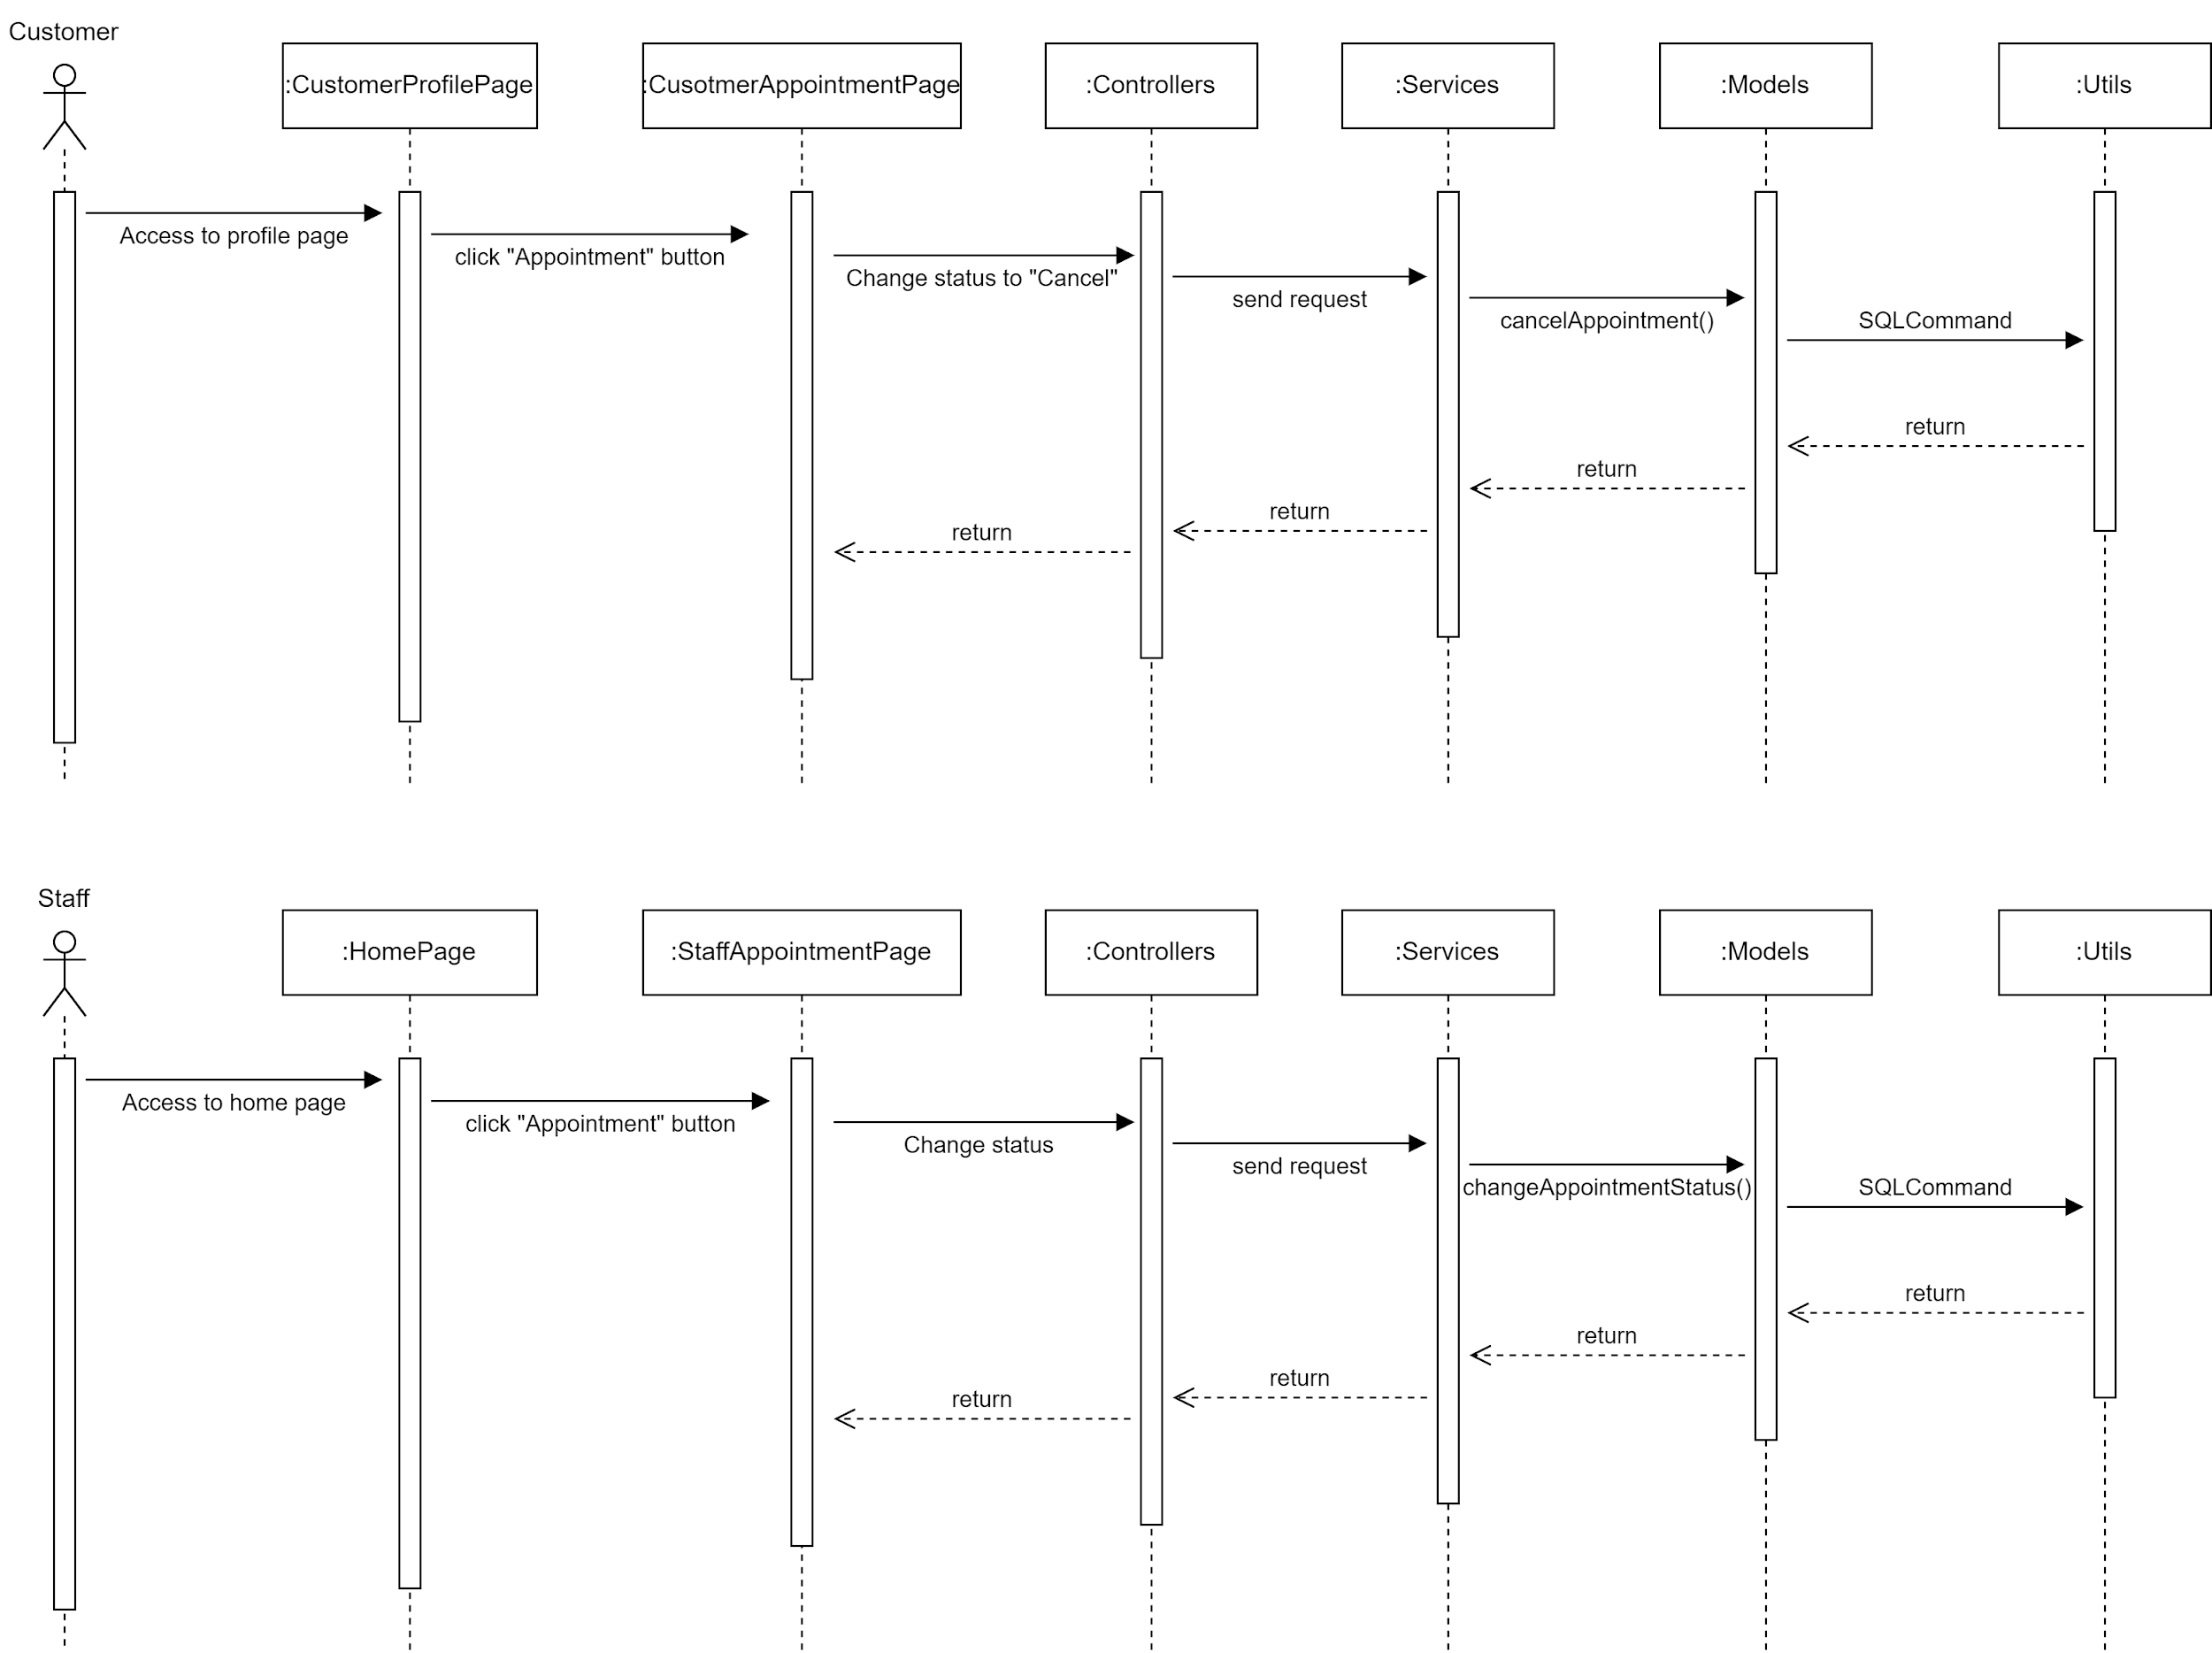 Customer
:CustomerProfilePage
:CusotmerAppointmentPage
:Controllers
:Services
:Models
:Utils
Access to profile page
click "Appointment" button
Change status to "Cancel"
send request
cancelAppointment()
SQLCommand
return
return
return
return
Staff
:HomePage
:StaffAppointmentPage
:Controllers
:Services
:Models
:Utils
Access to home page
click "Appointment" button
Change status
send request
changeAppointmentStatus()
SQLCommand
return
return
return
return